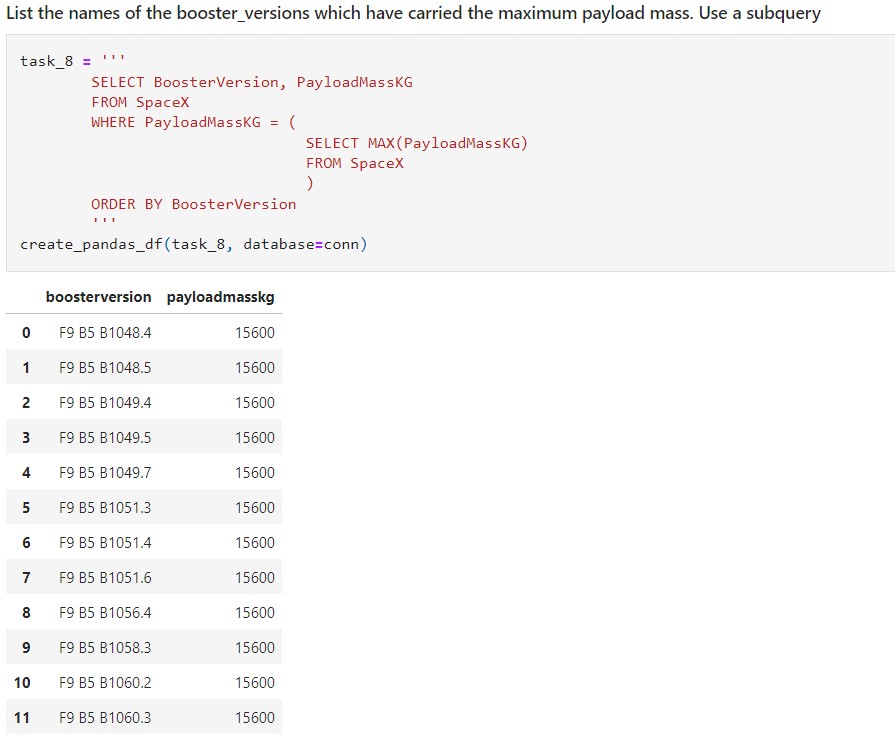 List the names of the booster_versions which have carried the maximum payload mass. Use a subquery
task_8 = '''
SELECT BoosterVersion, PayloadMassKG
FROM SpaceX
WHERE PayloadMassKG = (
SELECT MAX(PayloadMassKG)
FROM SpaceX
)
ORDER BY BoosterVersion
'''
create_pandas_df(task_8, database=conn)
boosterversion payloadmasskg
0 F9 B5 B1048.4 15600
1 F9 B5 B1048.5 15600
2 F9 B5 B1049.4 15600
3 F9 B5 B1049.5 15600
4 F9 B5 B1049.7 15600
5 F9 B5 B1051.3 15600
6 F9 B5 B1051.4 15600
7 F9 B5 B1051.6 15600
8 F9 B5 B1056.4 15600
9 F9 B5 B1058.3 15600
10 F9 B5 B1060.2 15600
11 F9 B5 B1060.3 15600